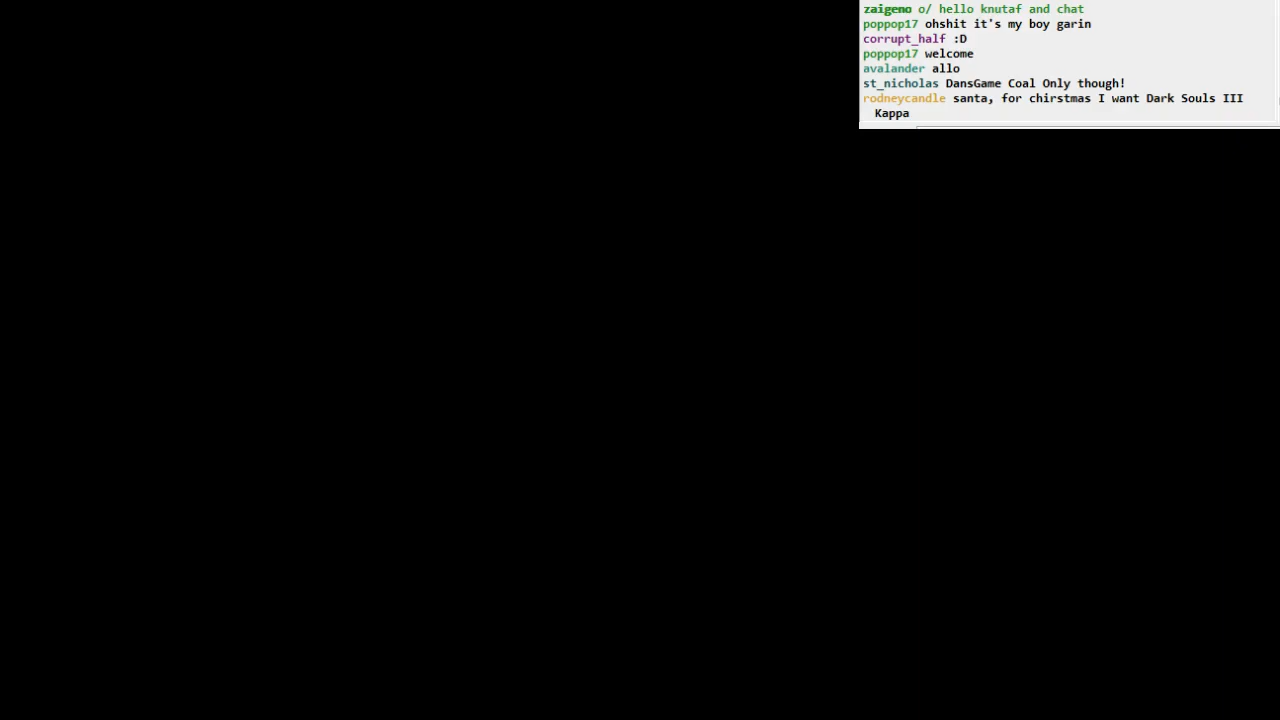 zaigeno o/ hello knutaf and chat
poppop17 ohshit it's my boy garin
corrupt_half :D
poppop17 welcome
avalander allo
st_nicholas DansGame Coal Only though!
rodneycandle santa, for chirstmas I want Dark Souls III
Kappa